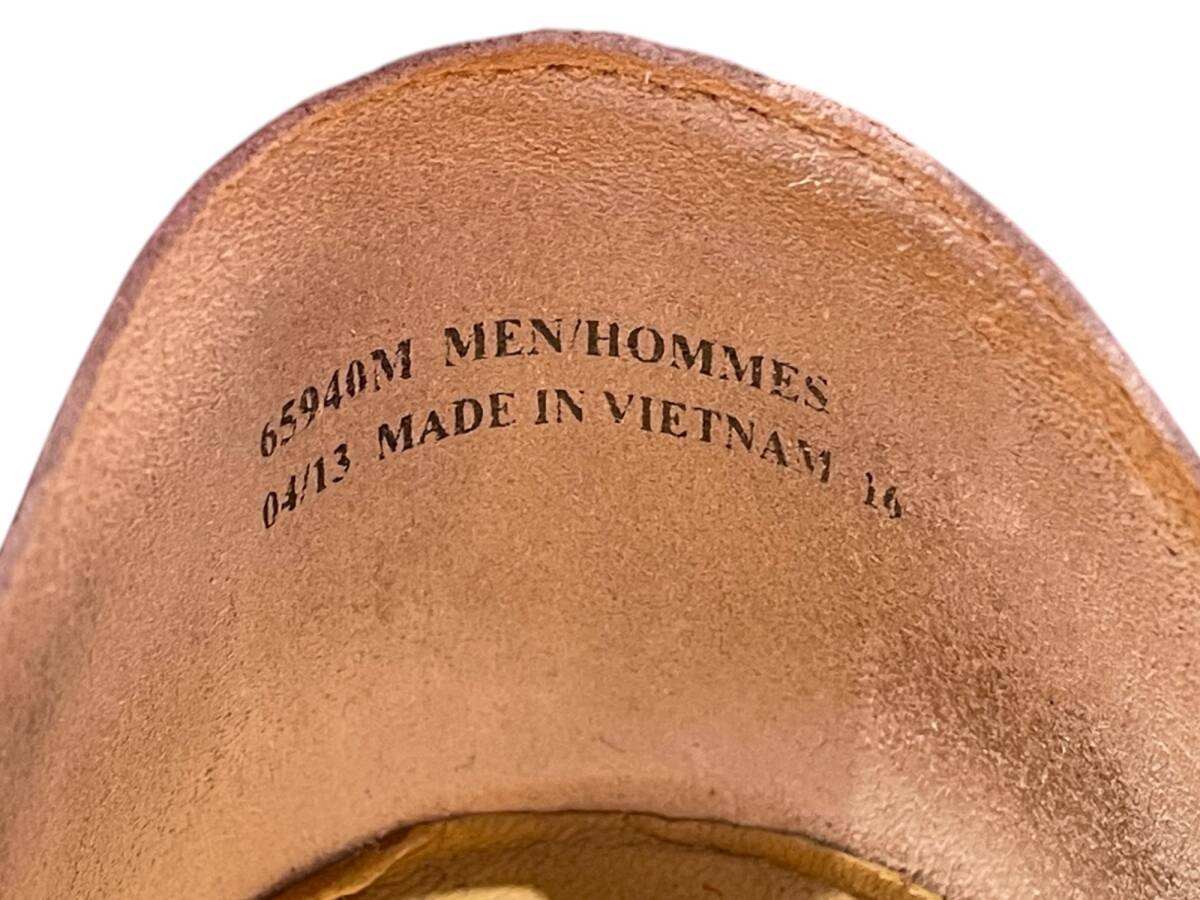 65940M MEN/HOMMES
04/13 MADE IN VIETNAM 16